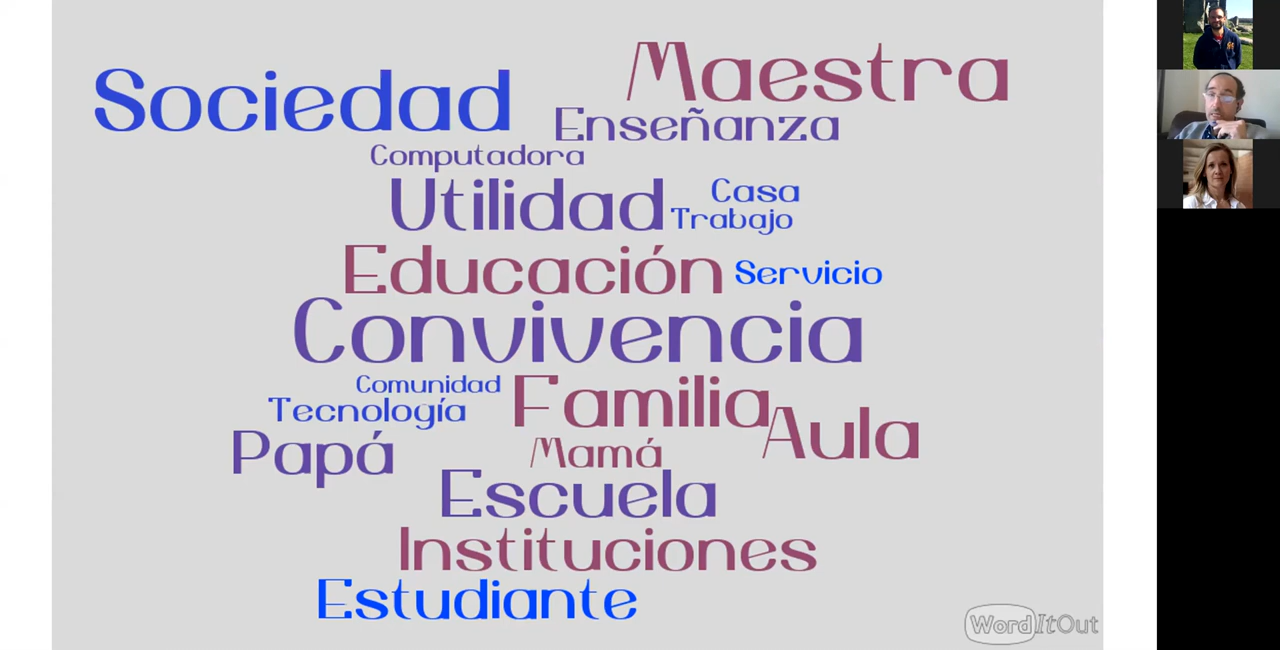 Maestra
Sociedad
Enseñanza
Computadora
Utilidad
Casa
Trabajo
Educación
Servicio
Convivencia
Comunidad
Familia
Tecnología
Aula
Papá
Mamá
Escuela
Instituciones
Estudiante
WordItOut